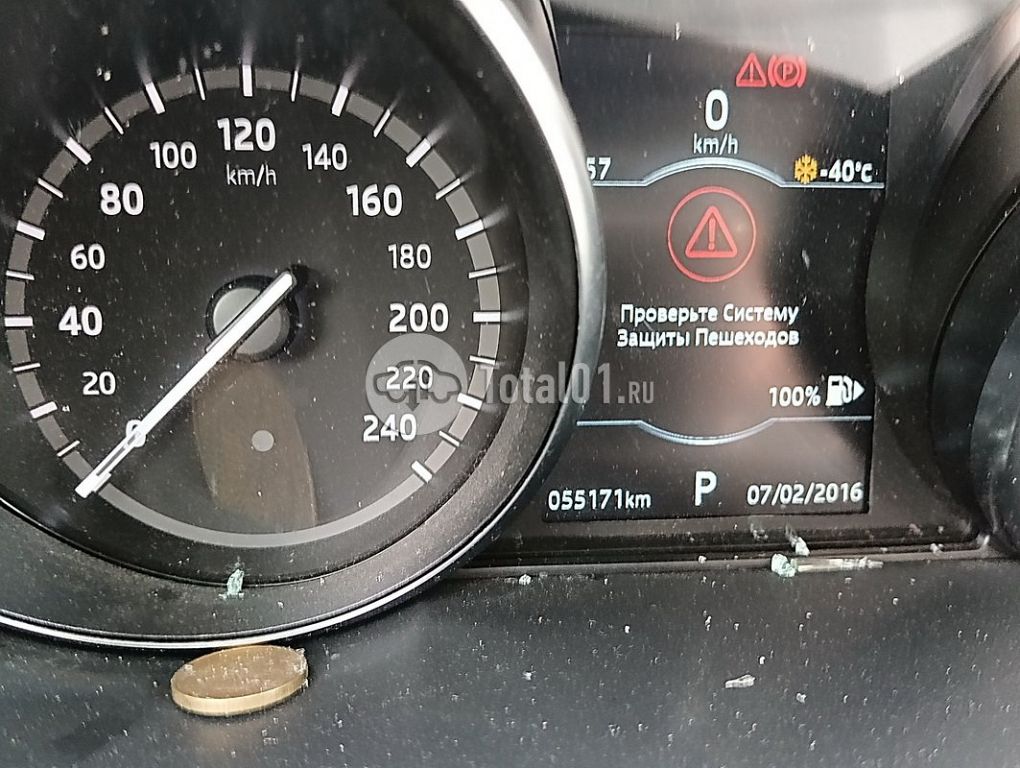 120
km/h
100
140
80
160
60
180
40
200
20
220
240
0
km/h
57
-40°C
Проверьте Систему
Защиты Пешеходов
100%
055171km
P
07/02/2016
Total01.RU